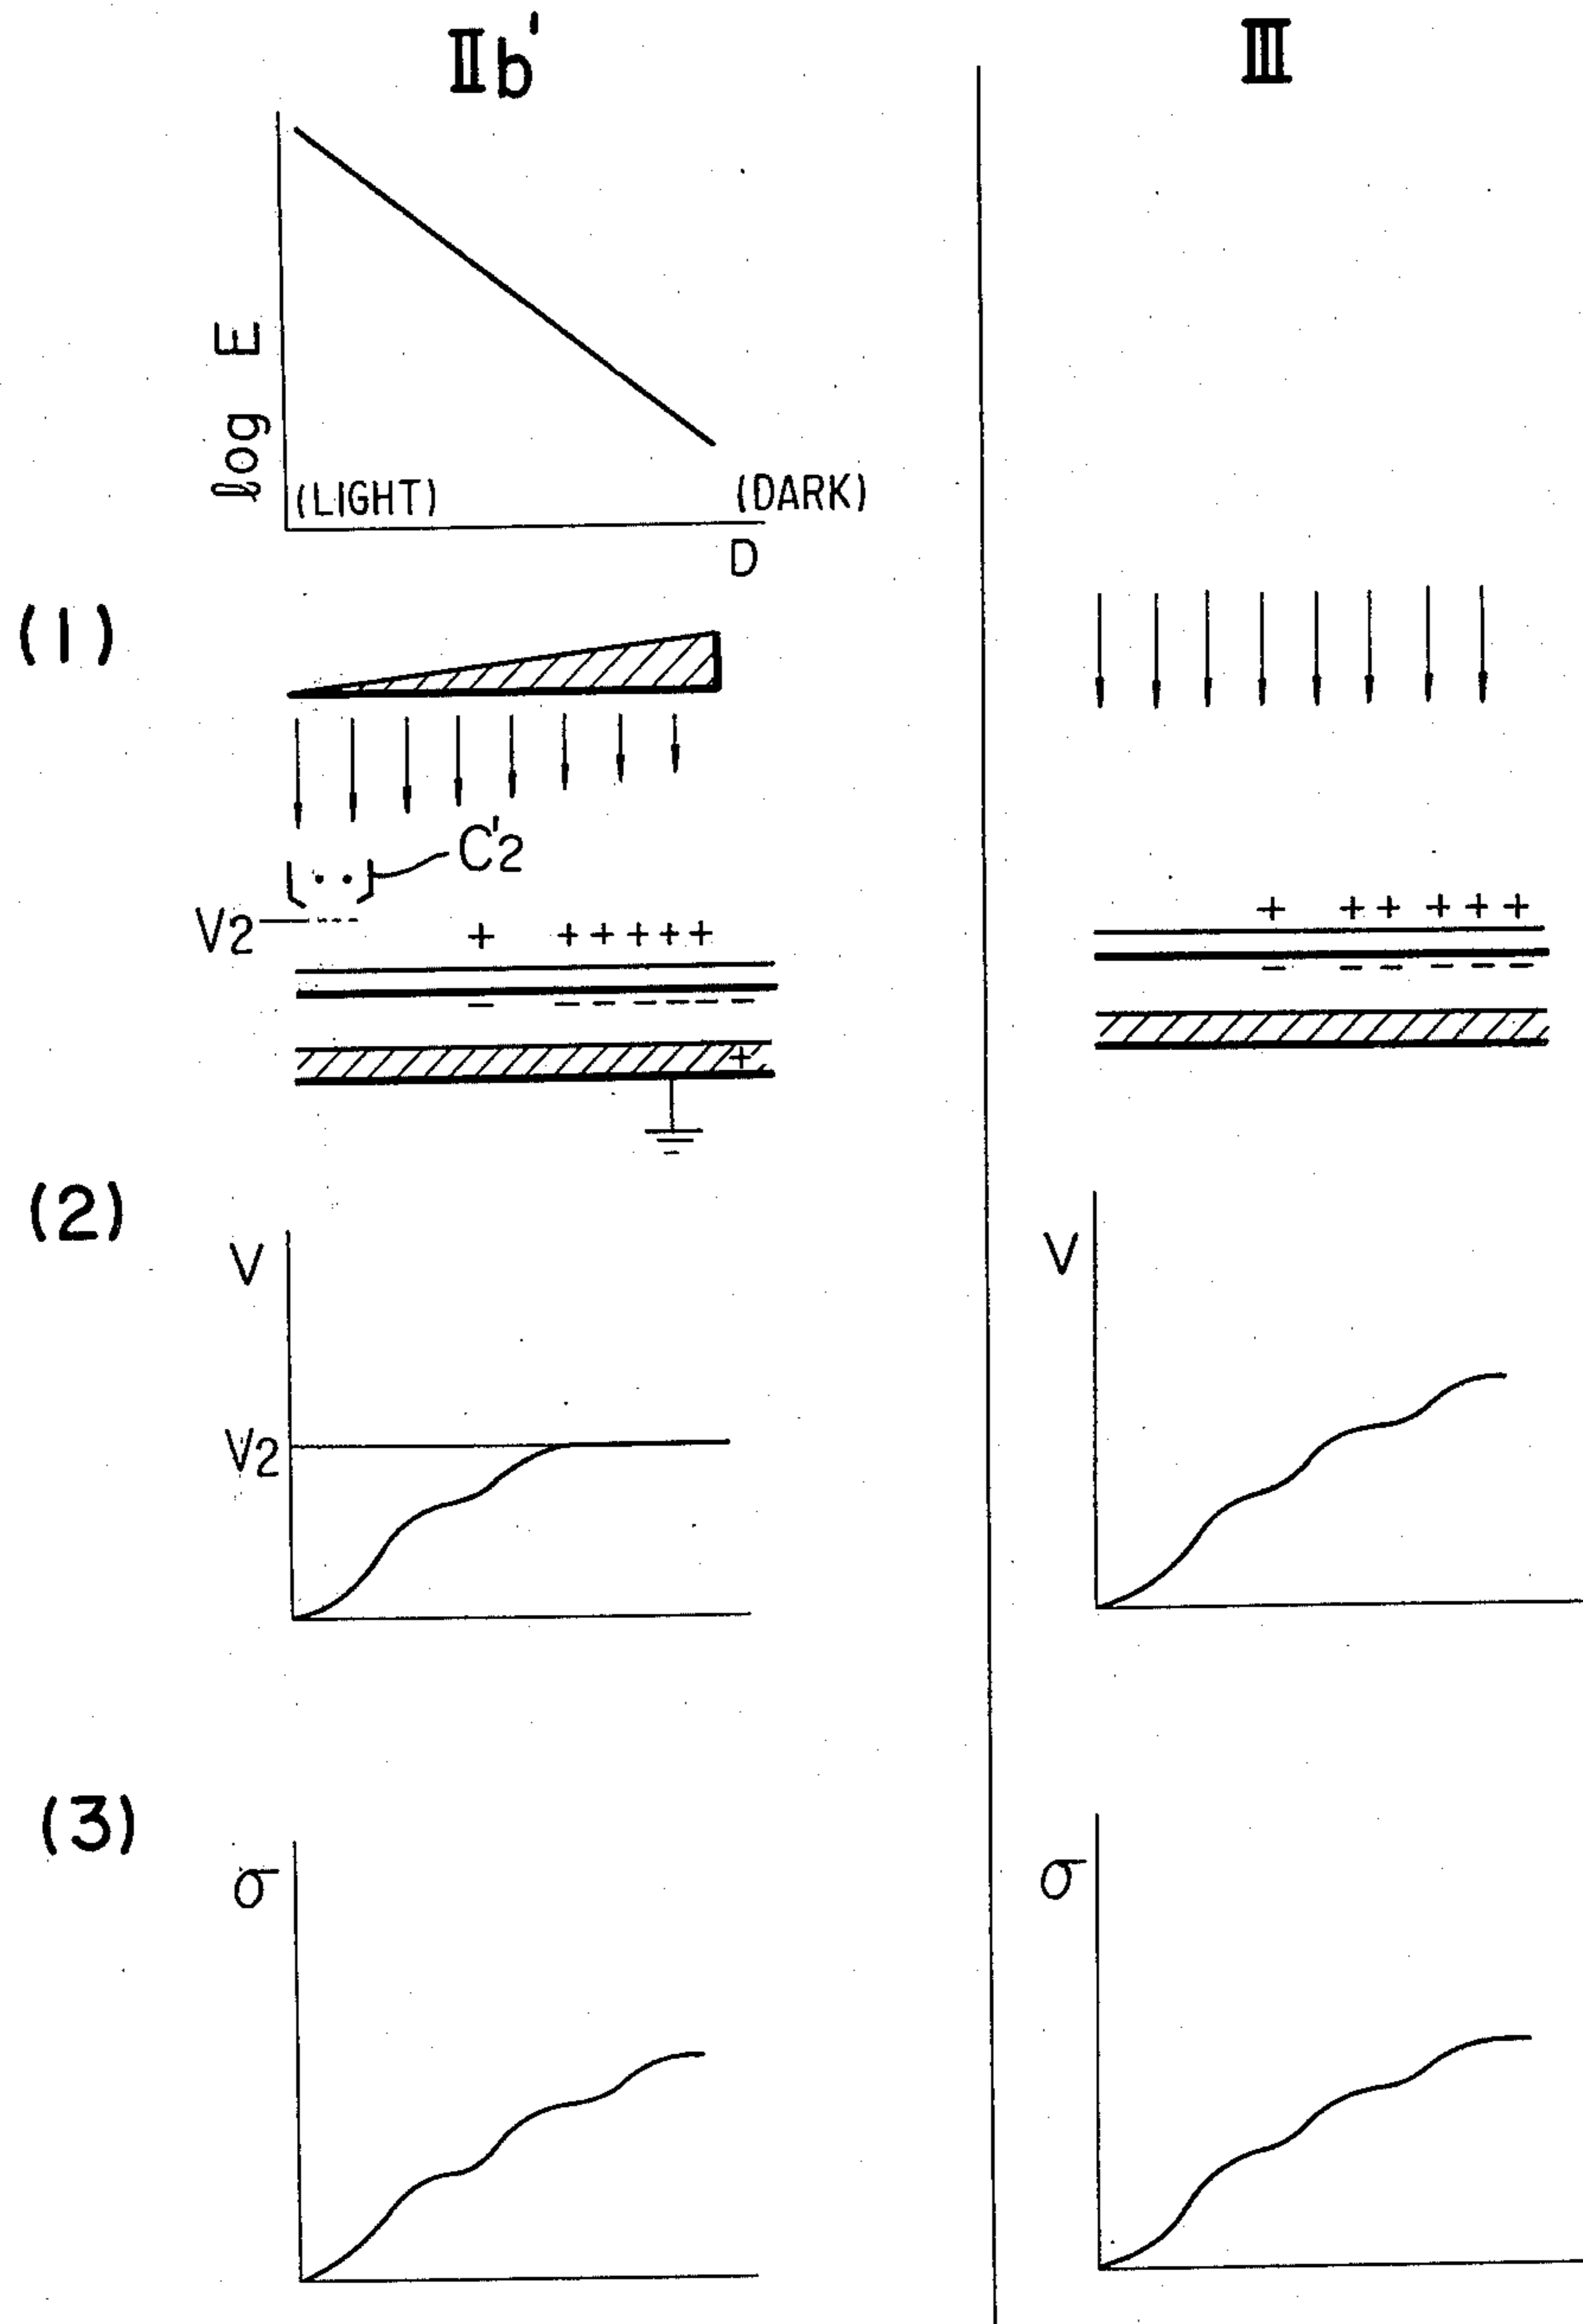 IIb'
III
log E
(LIGHT)
(DARK)
D
(1)
C'2
V2
+ + + + + +
− − − − − − −
+
+ + + + + +
− − − − − −
(2)
V
V2
V
(3)
σ
σ